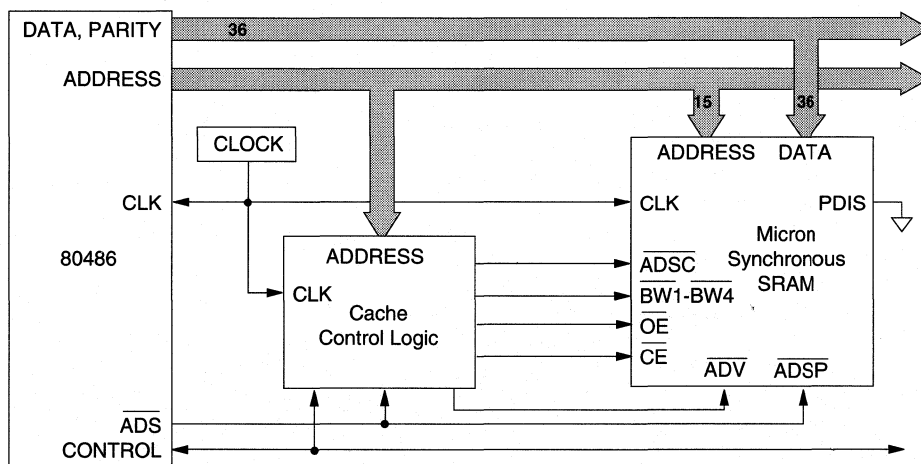 DATA, PARITY
36
ADDRESS
15
36
CLOCK
ADDRESS DATA
CLK
CLK
PDIS
80486
ADDRESS
Micron
Synchronous
SRAM
CLK
ADSC
BW1-BW4
Cache
Control Logic
OE
CE
ADV
ADSP
ADS
CONTROL